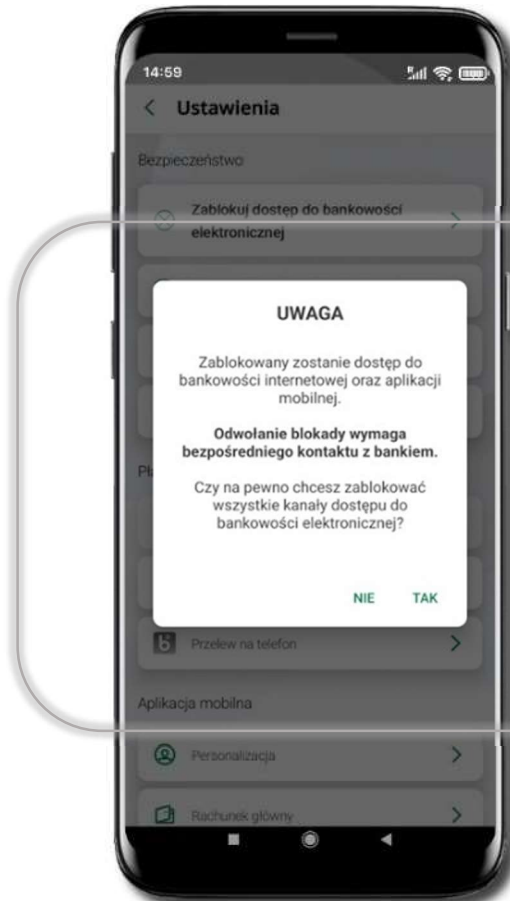 14:59
Ustawienia
Bezpieczeństwo
Zablokuj dostęp do bankowości
elektronicznej
UWAGA
Zablokowany zostanie dostęp do
bankowości internetowej oraz aplikacji
mobilnej.
Odwołanie blokady wymaga
bezpośredniego kontaktu z bankiem.
Czy na pewno chcesz zablokować
wszystkie kanały dostępu do
bankowości elektronicznej?
NIE TAK
Przelew na telefon
Aplikacja mobilna
Personalizacja
Rachunek główny